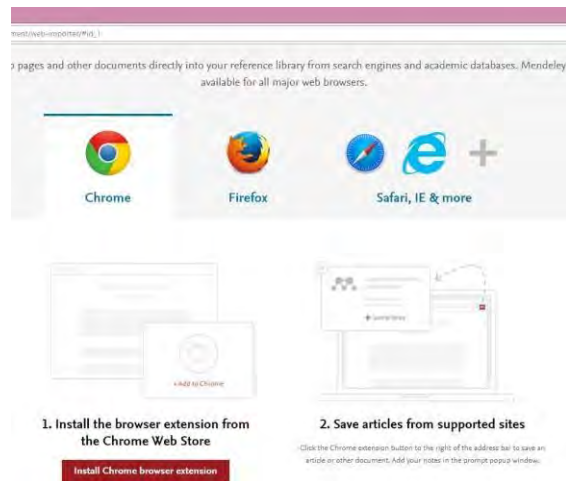 ment/web-importer/#id_1
pages and other documents directly into your reference library from search engines and academic databases. Mendeley
available for all major web browsers.
Chrome
Firefox
Safari, IE & more
+ Add to Chrome
1. Install the browser extension from
the Chrome Web Store
Install Chrome browser extension
2. Save articles from supported sites
Click the Chrome extension button to the right of the address bar to save an
article or other document. Add your notes in the prompt popup window.